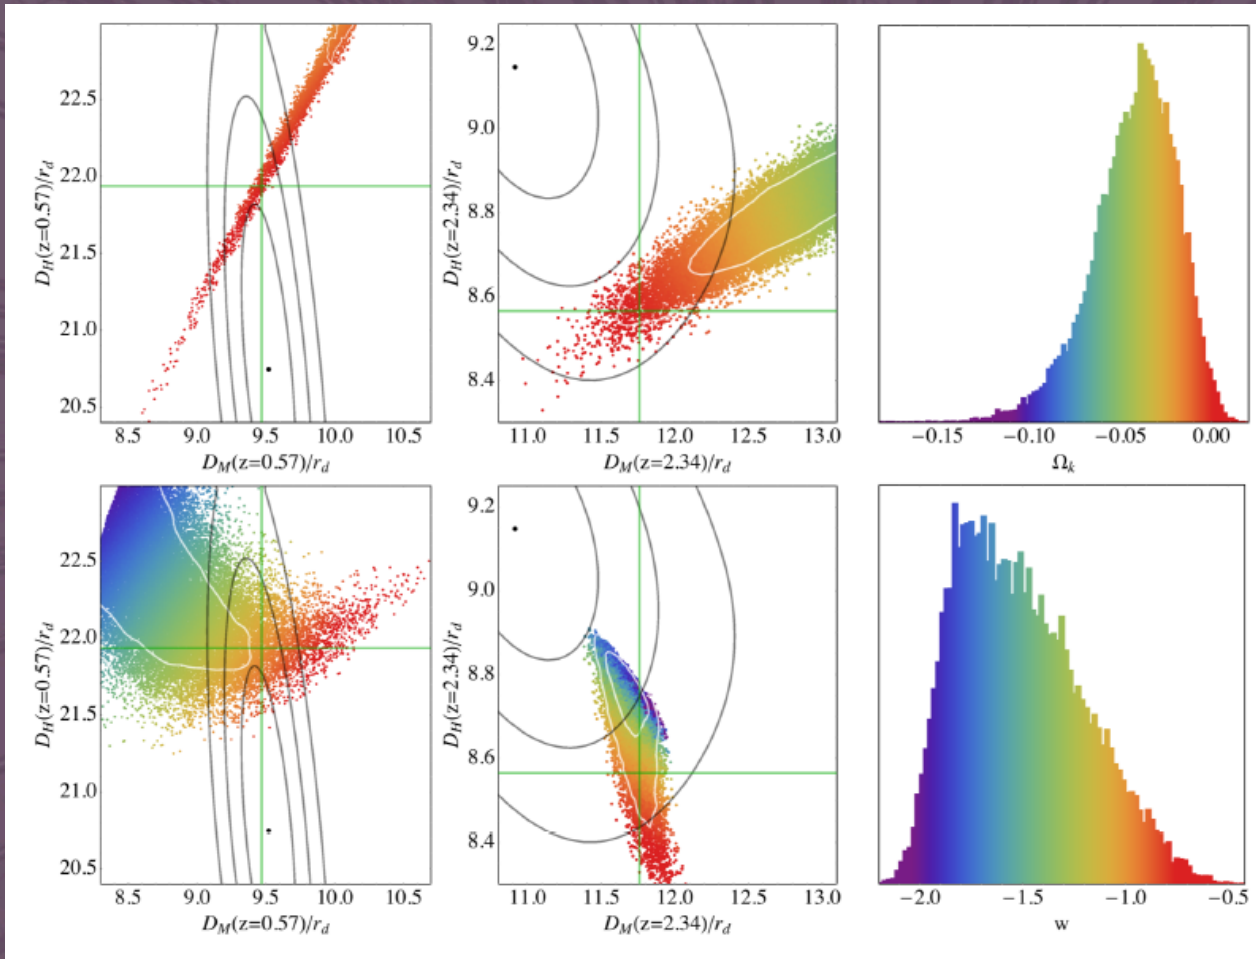 22.5
22.0
21.5
21.0
20.5
D_H(z=0.57)/r_d
8.5 9.0 9.5 10.0 10.5
D_M(z=0.57)/r_d
9.2
9.0
8.8
8.6
8.4
D_H(z=2.34)/r_d
11.0 11.5 12.0 12.5 13.0
D_M(z=2.34)/r_d
−0.15 −0.10 −0.05 0.00
Ω_k
22.5
22.0
21.5
21.0
20.5
D_H(z=0.57)/r_d
8.5 9.0 9.5 10.0 10.5
D_M(z=0.57)/r_d
9.2
9.0
8.8
8.6
8.4
D_H(z=2.34)/r_d
11.0 11.5 12.0 12.5 13.0
D_M(z=2.34)/r_d
−2.0 −1.5 −1.0 −0.5
w